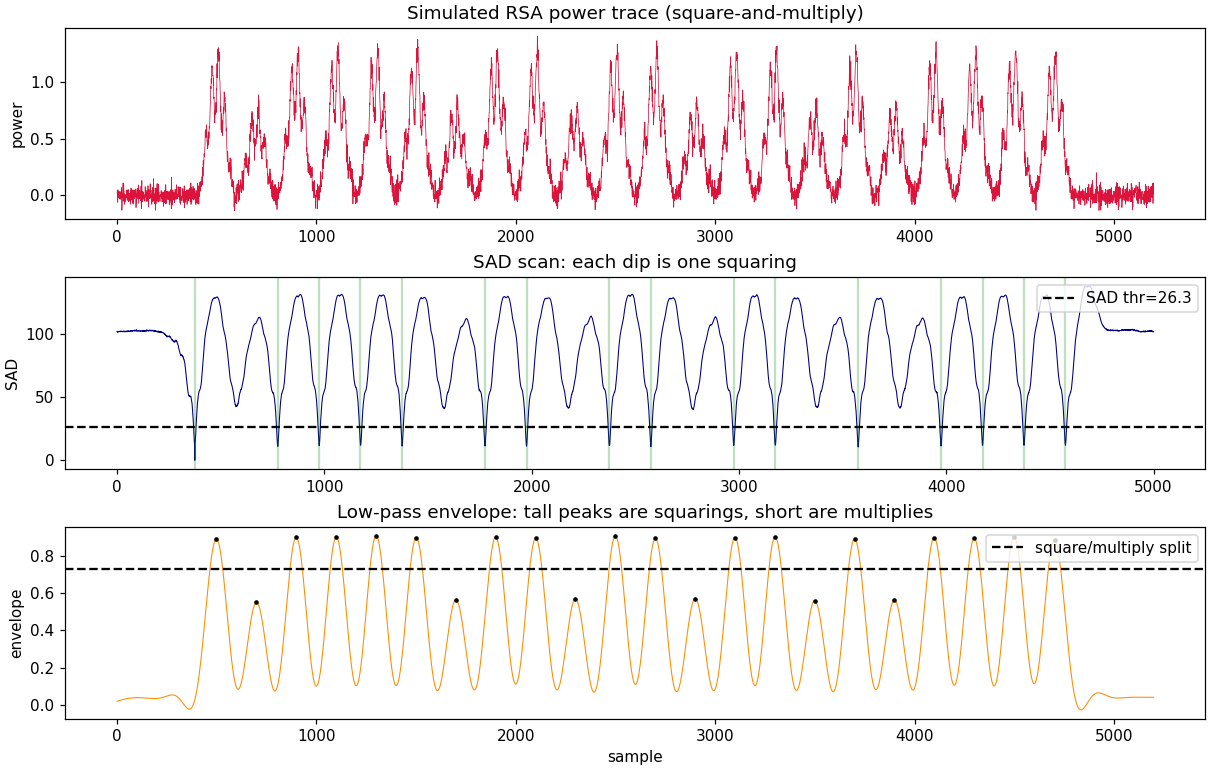 Simulated RSA power trace (square-and-multiply)
power
1.0
0.5
0.0
0 1000 2000 3000 4000 5000
SAD scan: each dip is one squaring
SAD
100
50
0
SAD thr=26.3
0 1000 2000 3000 4000 5000
Low-pass envelope: tall peaks are squarings, short are multiplies
envelope
0.8
0.6
0.4
0.2
0.0
square/multiply split
0 1000 2000 3000 4000 5000
sample